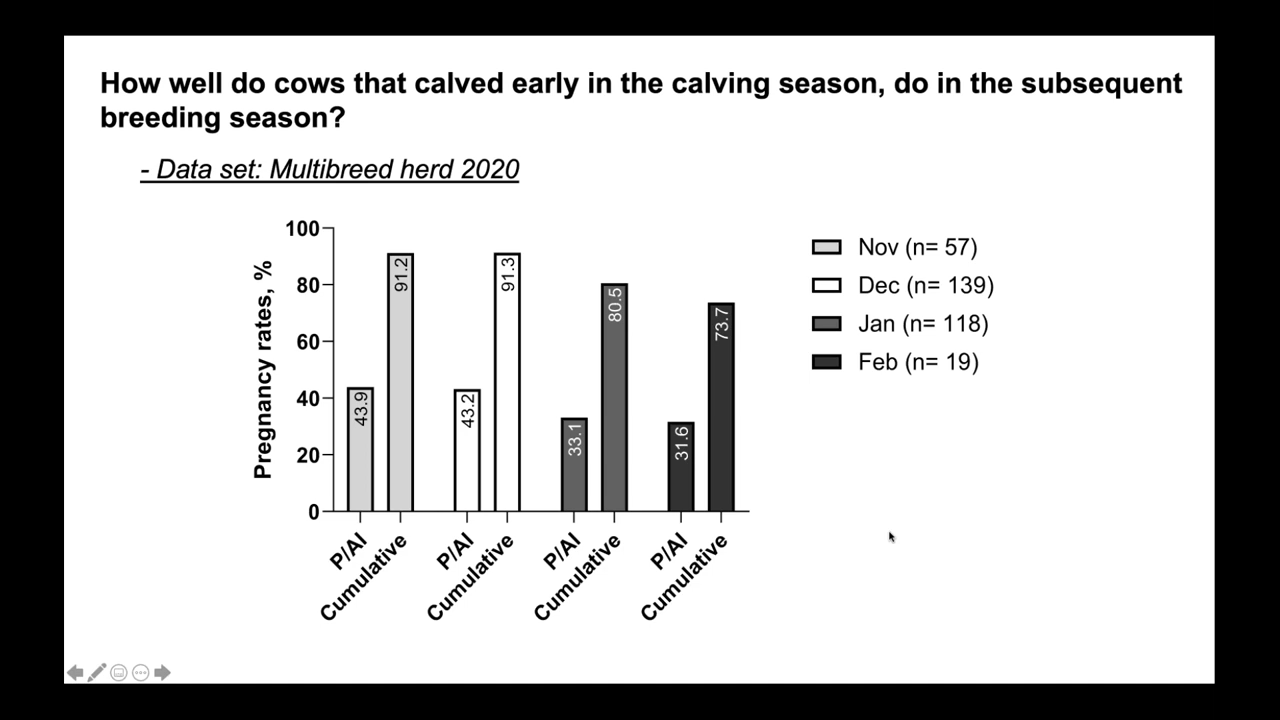 How well do cows that calved early in the calving season, do in the subsequent
breeding season?
- Data set: Multibreed herd 2020
Pregnancy rates, %
100
80
60
40
20
0
43.9
91.2
43.2
91.3
33.1
80.5
31.6
73.7
P/AI
Cumulative
P/AI
Cumulative
P/AI
Cumulative
P/AI
Cumulative
Nov (n= 57)
Dec (n= 139)
Jan (n= 118)
Feb (n= 19)